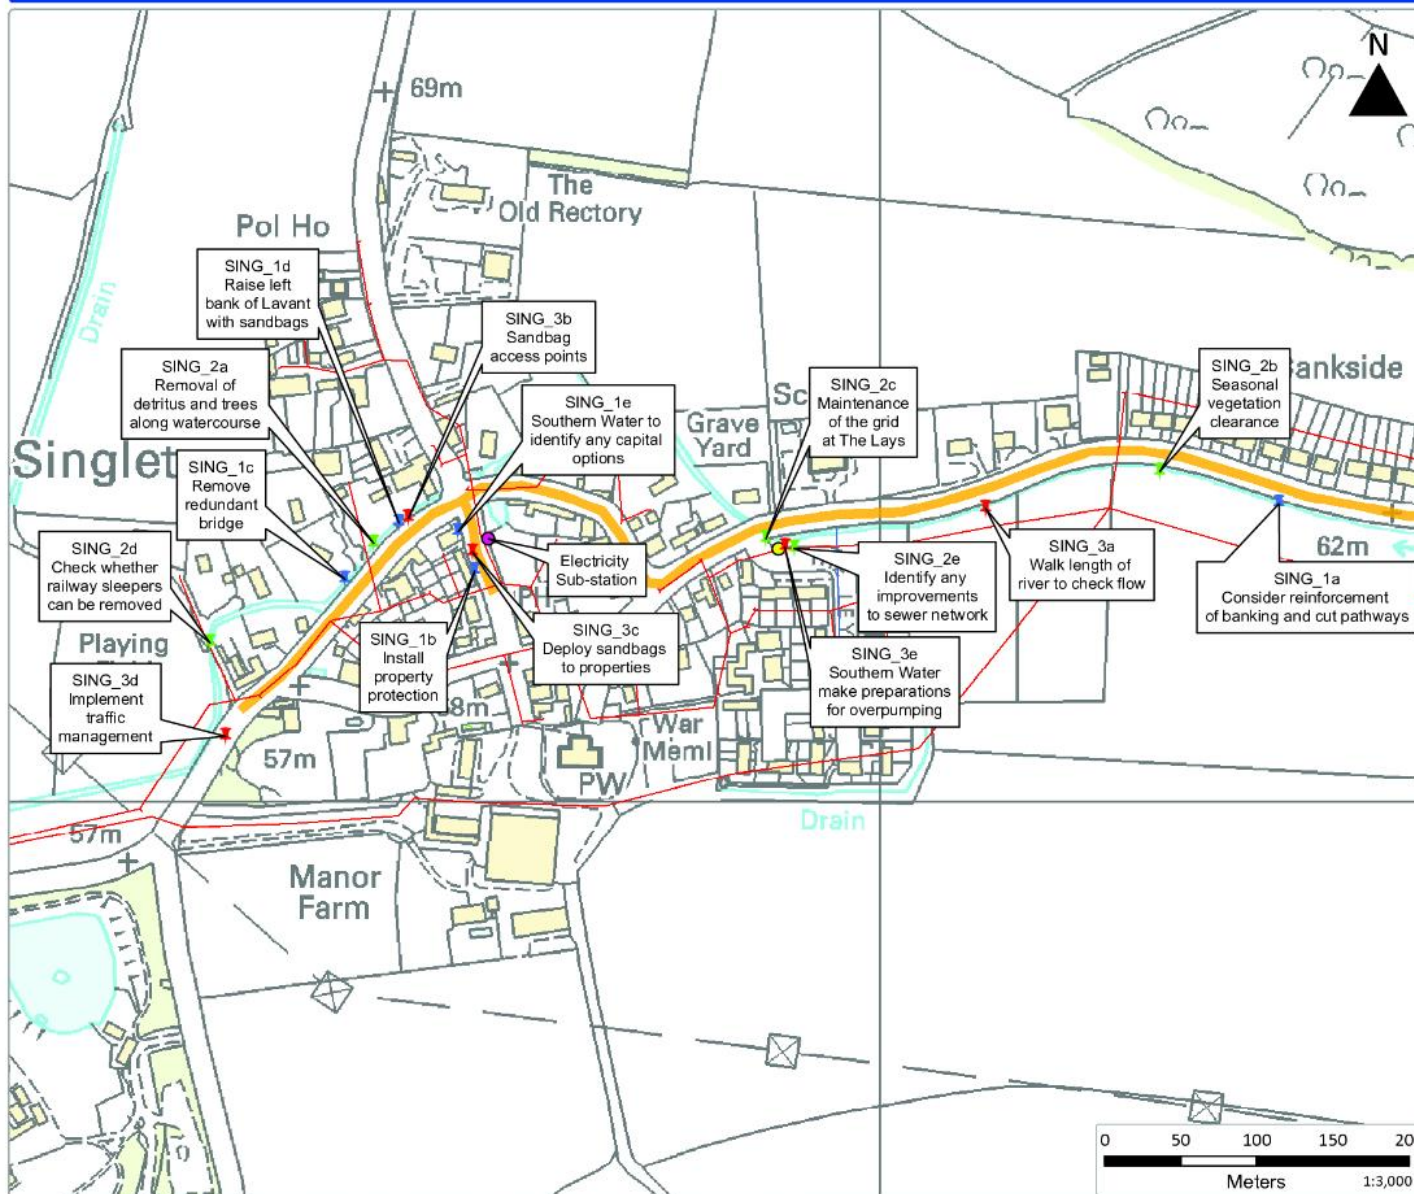 N
69m
The
Old Rectory
Pol Ho
Drain
SING_1d
Raise left
bank of Lavant
with sandbags
SING_3b
Sandbag
access points
SING_2a
Removal of
detritus and trees
along watercourse
SING_1e
Southern Water to
identify any capital
options
SING_2c
Maintenance
of the grid
at The Lays
Sc
SING_2b
Seasonal
vegetation
clearance
ankside
Grave
Yard
Singlet
SING_1c
Remove
redundant
bridge
SING_2d
Check whether
railway sleepers
can be removed
Electricity
Sub-station
SING_2e
Identify any
improvements
to sewer network
SING_3a
Walk length of
river to check flow
62m
SING_1a
Consider reinforcement
of banking and cut pathways
Playing
SING_1b
Install
property
protection
SING_3c
Deploy sandbags
to properties
SING_3e
Southern Water
make preparations
for overpumping
SING_3d
Implement
traffic
management
8m
War
Meml
57m
PW
Drain
57m
Manor
Farm
0 50 100 150 20
Meters
1:3,000